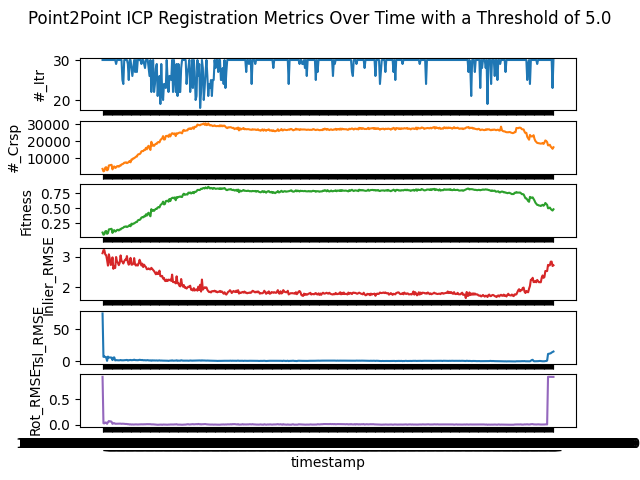 Point2Point ICP Registration Metrics Over Time with a Threshold of 5.0
#_Itr
30
20
#_Crsp
30000
20000
10000
Fitness
0.75
0.50
0.25
Inlier_RMSE
3
2
Tsl_RMSE
50
0
Rot_RMSE
0.5
0.0
timestamp